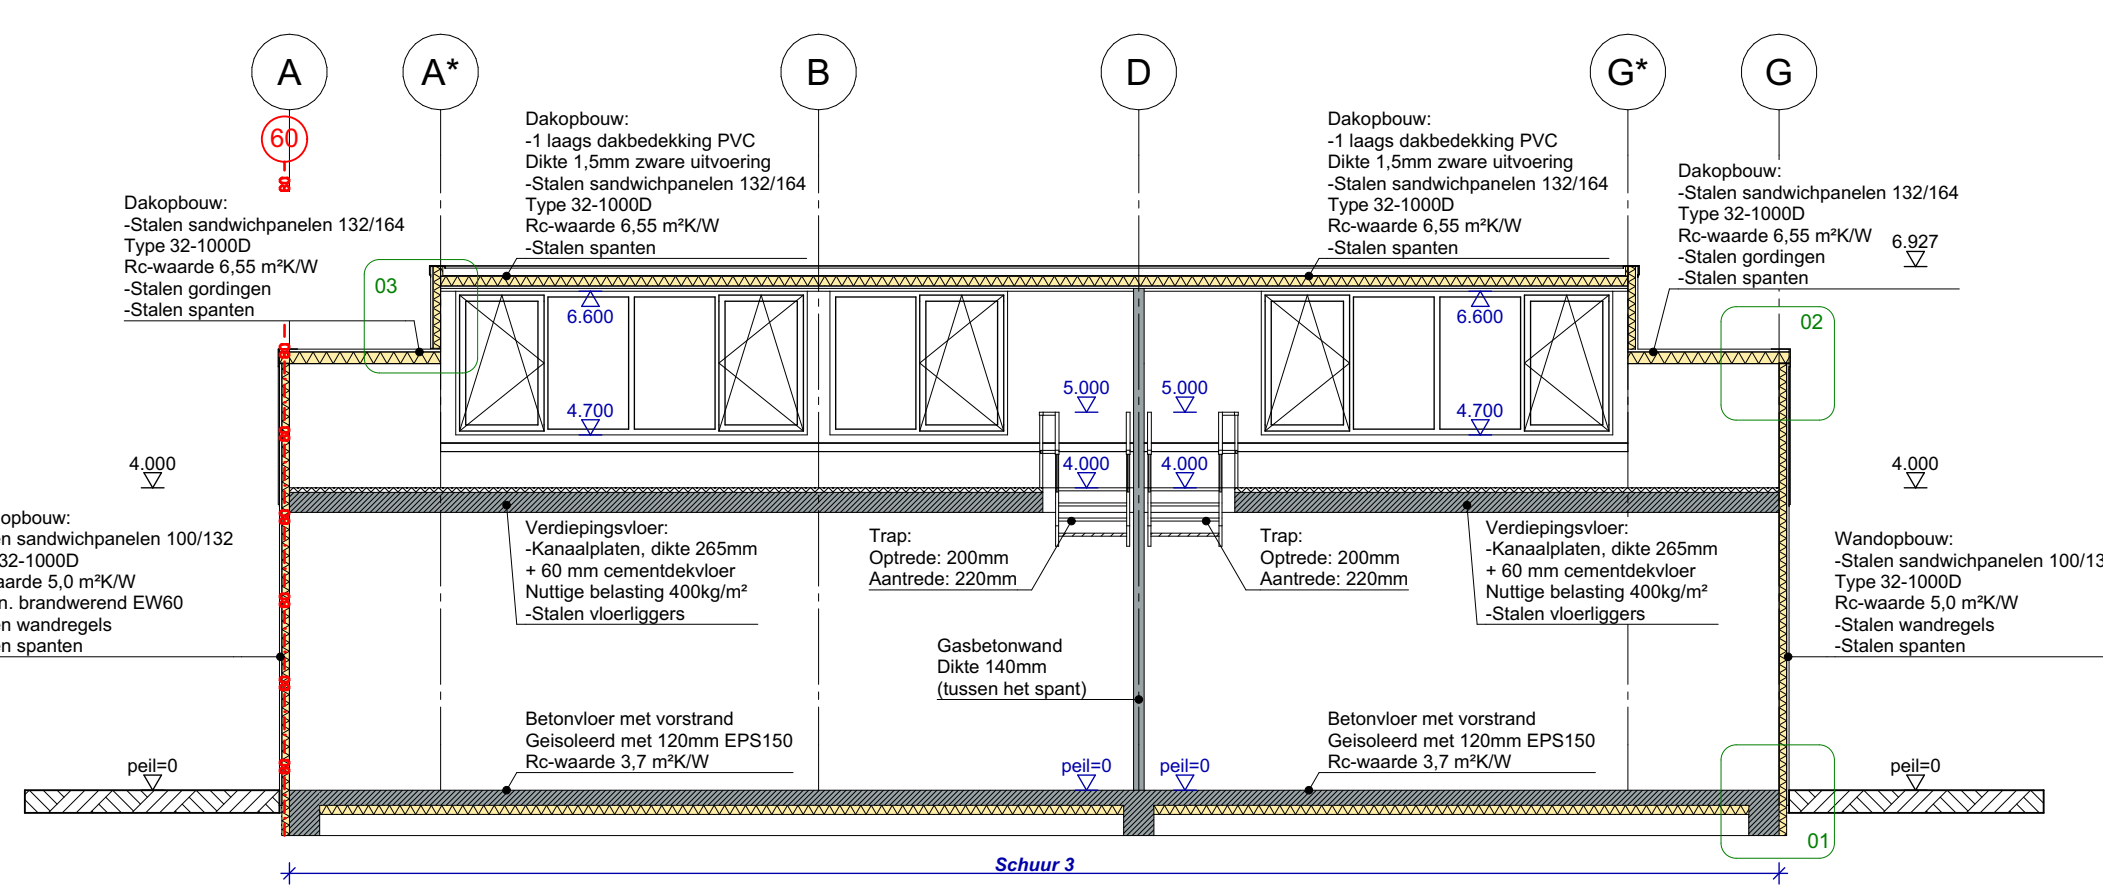 A
A*
B
D
G*
G
60
Dakopbouw:
-1 laags dakbedekking PVC
Dikte 1,5mm zware uitvoering
-Stalen sandwichpanelen 132/164
Type 32-1000D
Rc-waarde 6,55 m²K/W
-Stalen spanten
Dakopbouw:
-1 laags dakbedekking PVC
Dikte 1,5mm zware uitvoering
-Stalen sandwichpanelen 132/164
Type 32-1000D
Rc-waarde 6,55 m²K/W
-Stalen spanten
Dakopbouw:
-Stalen sandwichpanelen 132/164
Type 32-1000D
Rc-waarde 6,55 m²K/W
-Stalen gordingen
-Stalen spanten
Dakopbouw:
-Stalen sandwichpanelen 132/164
Type 32-1000D
Rc-waarde 6,55 m²K/W
-Stalen gordingen
-Stalen spanten
6.927
03
02
6.600
6.600
4.700
4.700
5.000
5.000
4.000
4.000
4.000
4.000
opbouw:
en sandwichpanelen 100/132
32-1000D
aarde 5,0 m²K/W
n. brandwerend EW60
en wandregels
en spanten
Verdiepingsvloer:
-Kanaalplaten, dikte 265mm
+ 60 mm cementdekvloer
Nuttige belasting 400kg/m²
-Stalen vloerliggers
Trap:
Optrede: 200mm
Aantrede: 220mm
Trap:
Optrede: 200mm
Aantrede: 220mm
Verdiepingsvloer:
-Kanaalplaten, dikte 265mm
+ 60 mm cementdekvloer
Nuttige belasting 400kg/m²
-Stalen vloerliggers
Wandopbouw:
-Stalen sandwichpanelen 100/13
Type 32-1000D
Rc-waarde 5,0 m²K/W
-Stalen wandregels
-Stalen spanten
Gasbetonwand
Dikte 140mm
(tussen het spant)
Betonvloer met vorstrand
Geisoleerd met 120mm EPS150
Rc-waarde 3,7 m²K/W
Betonvloer met vorstrand
Geisoleerd met 120mm EPS150
Rc-waarde 3,7 m²K/W
peil=0
peil=0
peil=0
peil=0
01
Schuur 3